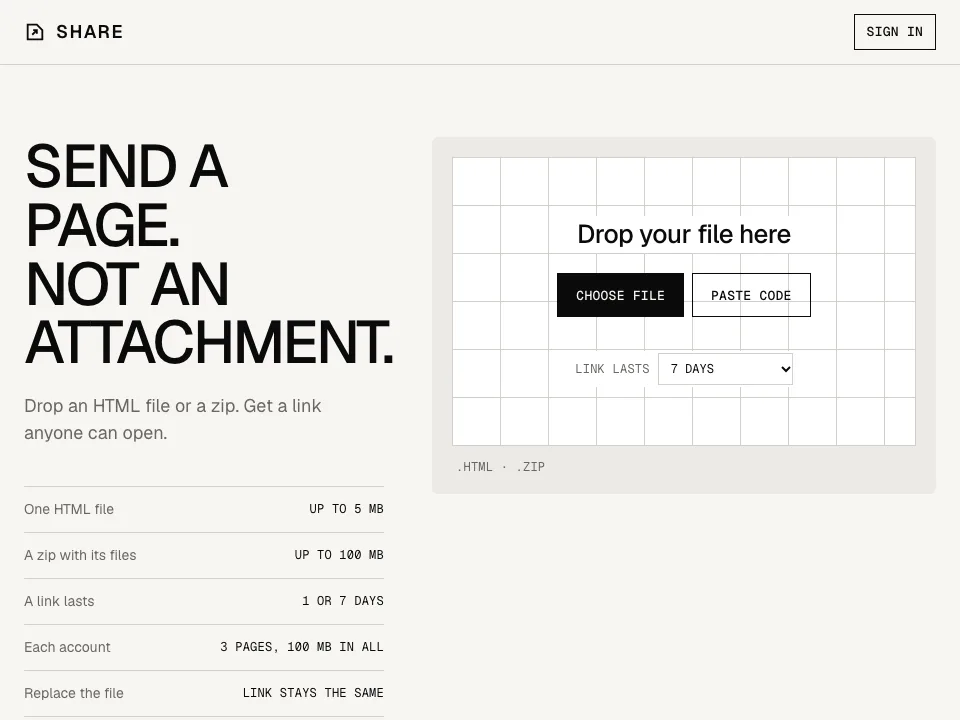 SHARE
SIGN IN
SEND A
PAGE.
NOT AN
ATTACHMENT.
Drop an HTML file or a zip. Get a link
anyone can open.
One HTML file UP TO 5 MB
A zip with its files UP TO 100 MB
A link lasts 1 OR 7 DAYS
Each account 3 PAGES, 100 MB IN ALL
Replace the file LINK STAYS THE SAME
Drop your file here
CHOOSE FILE PASTE CODE
LINK LASTS 7 DAYS
.HTML · .ZIP